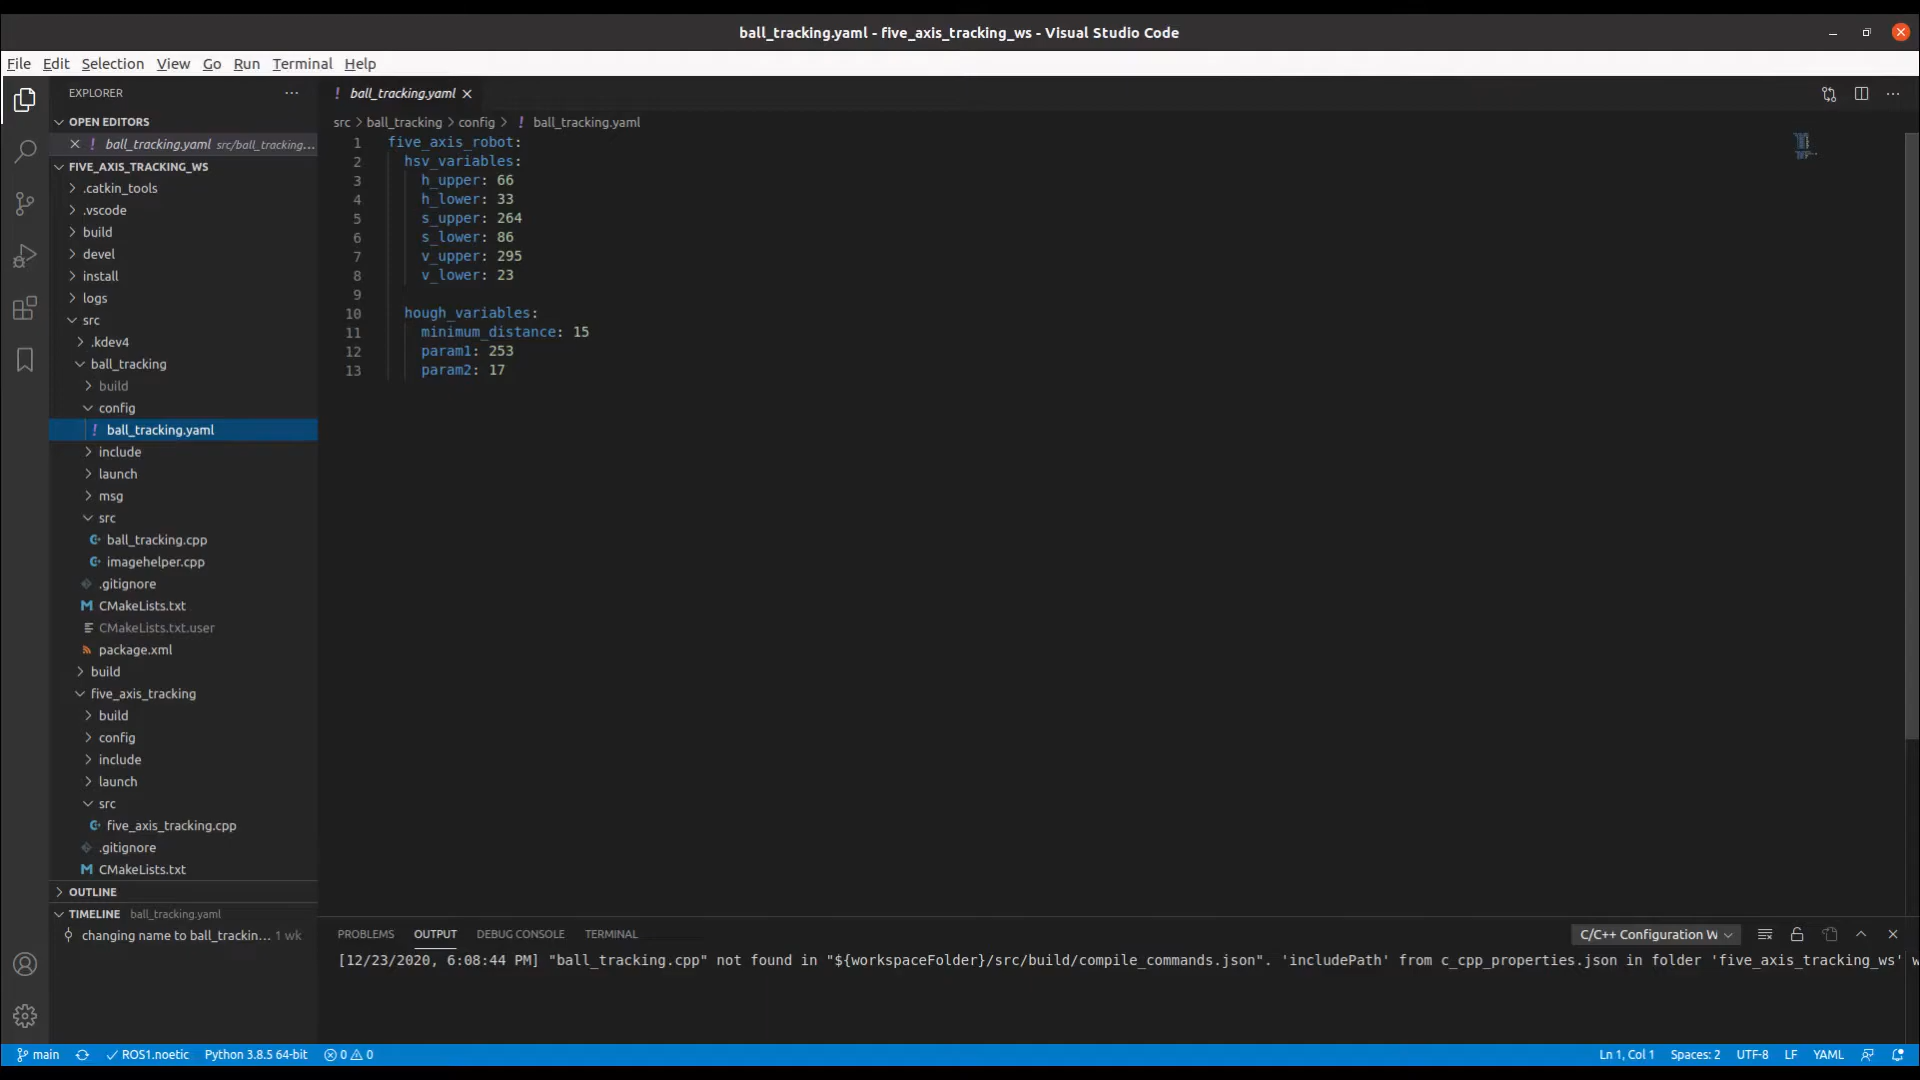 ball_tracking.yaml - five_axis_tracking_ws - Visual Studio Code
File Edit Selection View Go Run Terminal Help
EXPLORER
OPEN EDITORS
ball_tracking.yaml src/ball_tracking...
FIVE_AXIS_TRACKING_WS
.catkin_tools
.vscode
build
devel
install
logs
src
.kdev4
ball_tracking
build
config
! ball_tracking.yaml
include
launch
msg
src
ball_tracking.cpp
imagehelper.cpp
.gitignore
CMakeLists.txt
CMakeLists.txt.user
package.xml
build
five_axis_tracking
build
config
include
launch
src
five_axis_tracking.cpp
.gitignore
CMakeLists.txt
OUTLINE
TIMELINE ball_tracking.yaml
changing name to ball_trackin... 1 wk
! ball_tracking.yaml
src > ball_tracking > config > ! ball_tracking.yaml
1 five_axis_robot:
2 hsv_variables:
3 h_upper: 66
4 h_lower: 33
5 s_upper: 264
6 s_lower: 86
7 v_upper: 295
8 v_lower: 23
9
10 hough_variables:
11 minimum_distance: 15
12 param1: 253
13 param2: 17
PROBLEMS OUTPUT DEBUG CONSOLE TERMINAL
C/C++ Configuration W
[12/23/2020, 6:08:44 PM] "ball_tracking.cpp" not found in "${workspaceFolder}/src/build/compile_commands.json". 'includePath' from c_cpp_properties.json in folder 'five_axis_tracking_ws' w
main ROS1.noetic Python 3.8.5 64-bit 0 0
Ln 1, Col 1 Spaces: 2 UTF-8 LF YAML